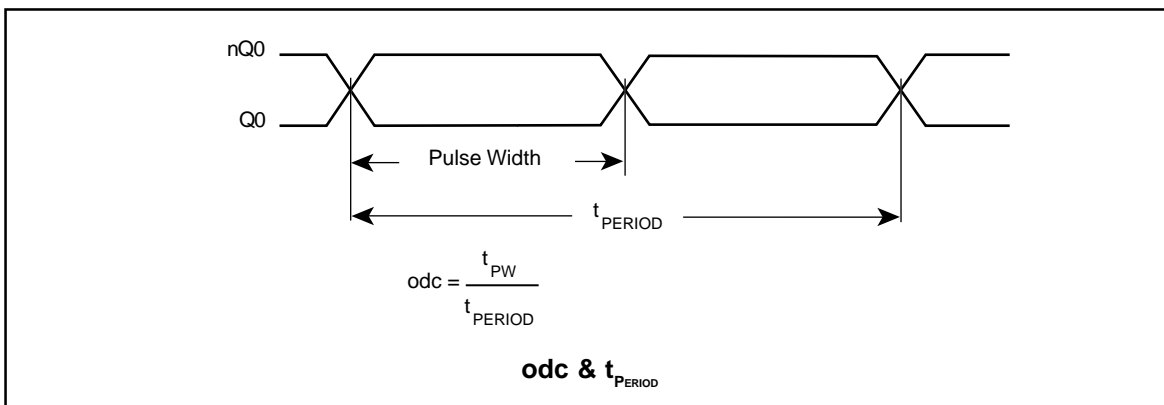 nQ0
Q0
Pulse Width
tPERIOD
odc = tPW
tPERIOD
odc & tPERIOD